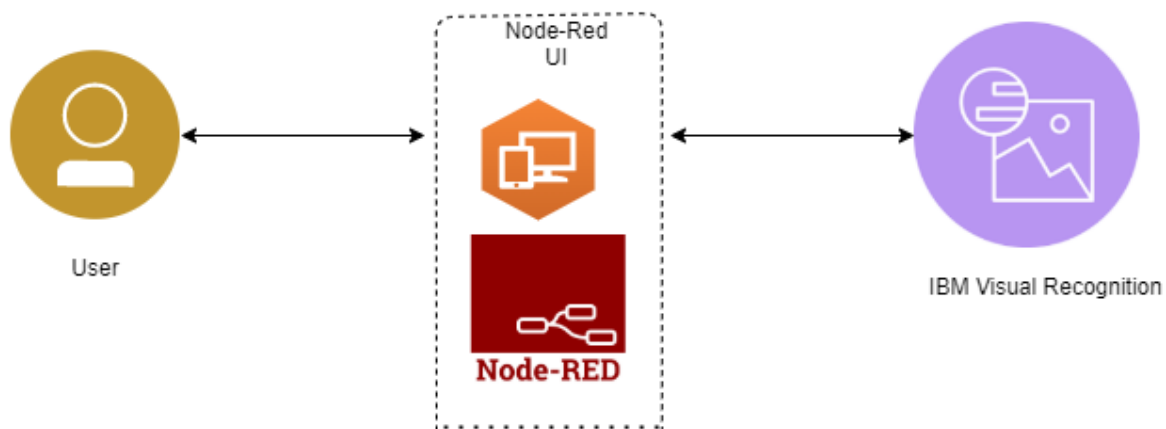 Node-Red
UI
User
Node-RED
IBM Visual Recognition